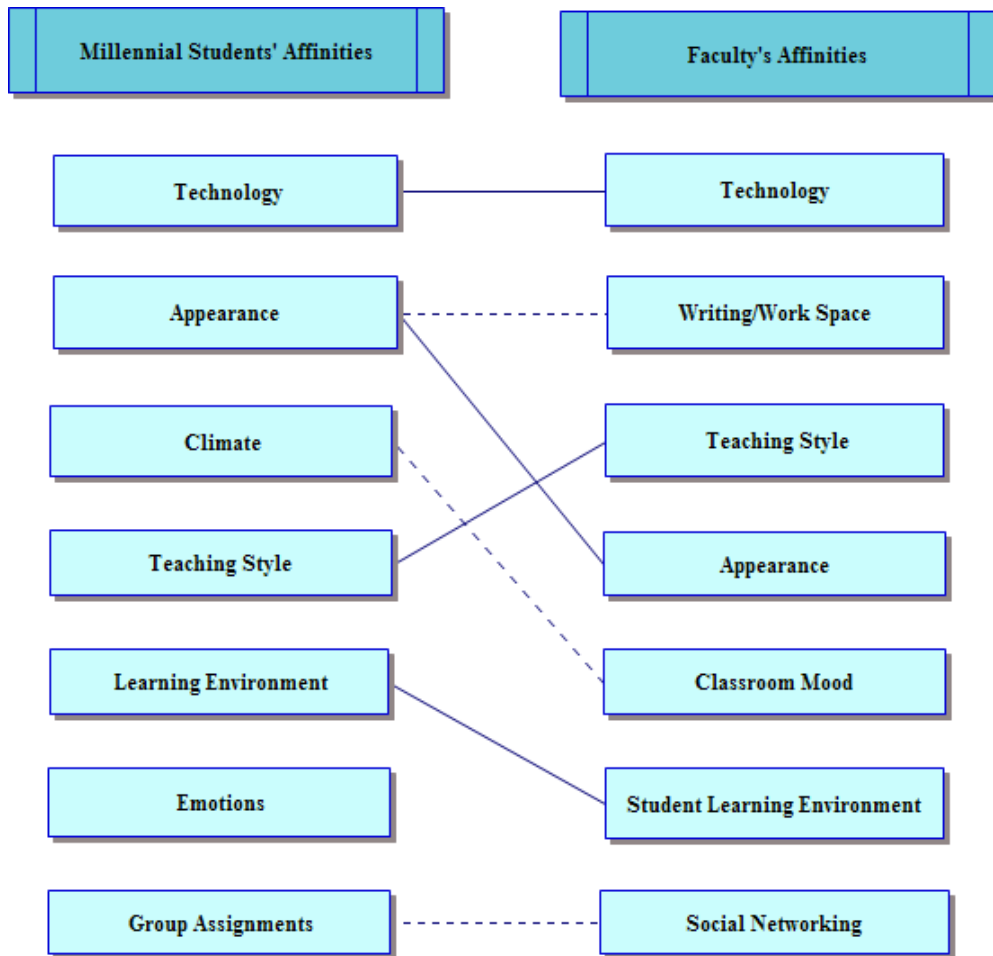 Millennial Students' Affinities
Faculty's Affinities
Technology
Technology
Appearance
Writing/Work Space
Climate
Teaching Style
Teaching Style
Appearance
Learning Environment
Classroom Mood
Emotions
Student Learning Environment
Group Assignments
Social Networking